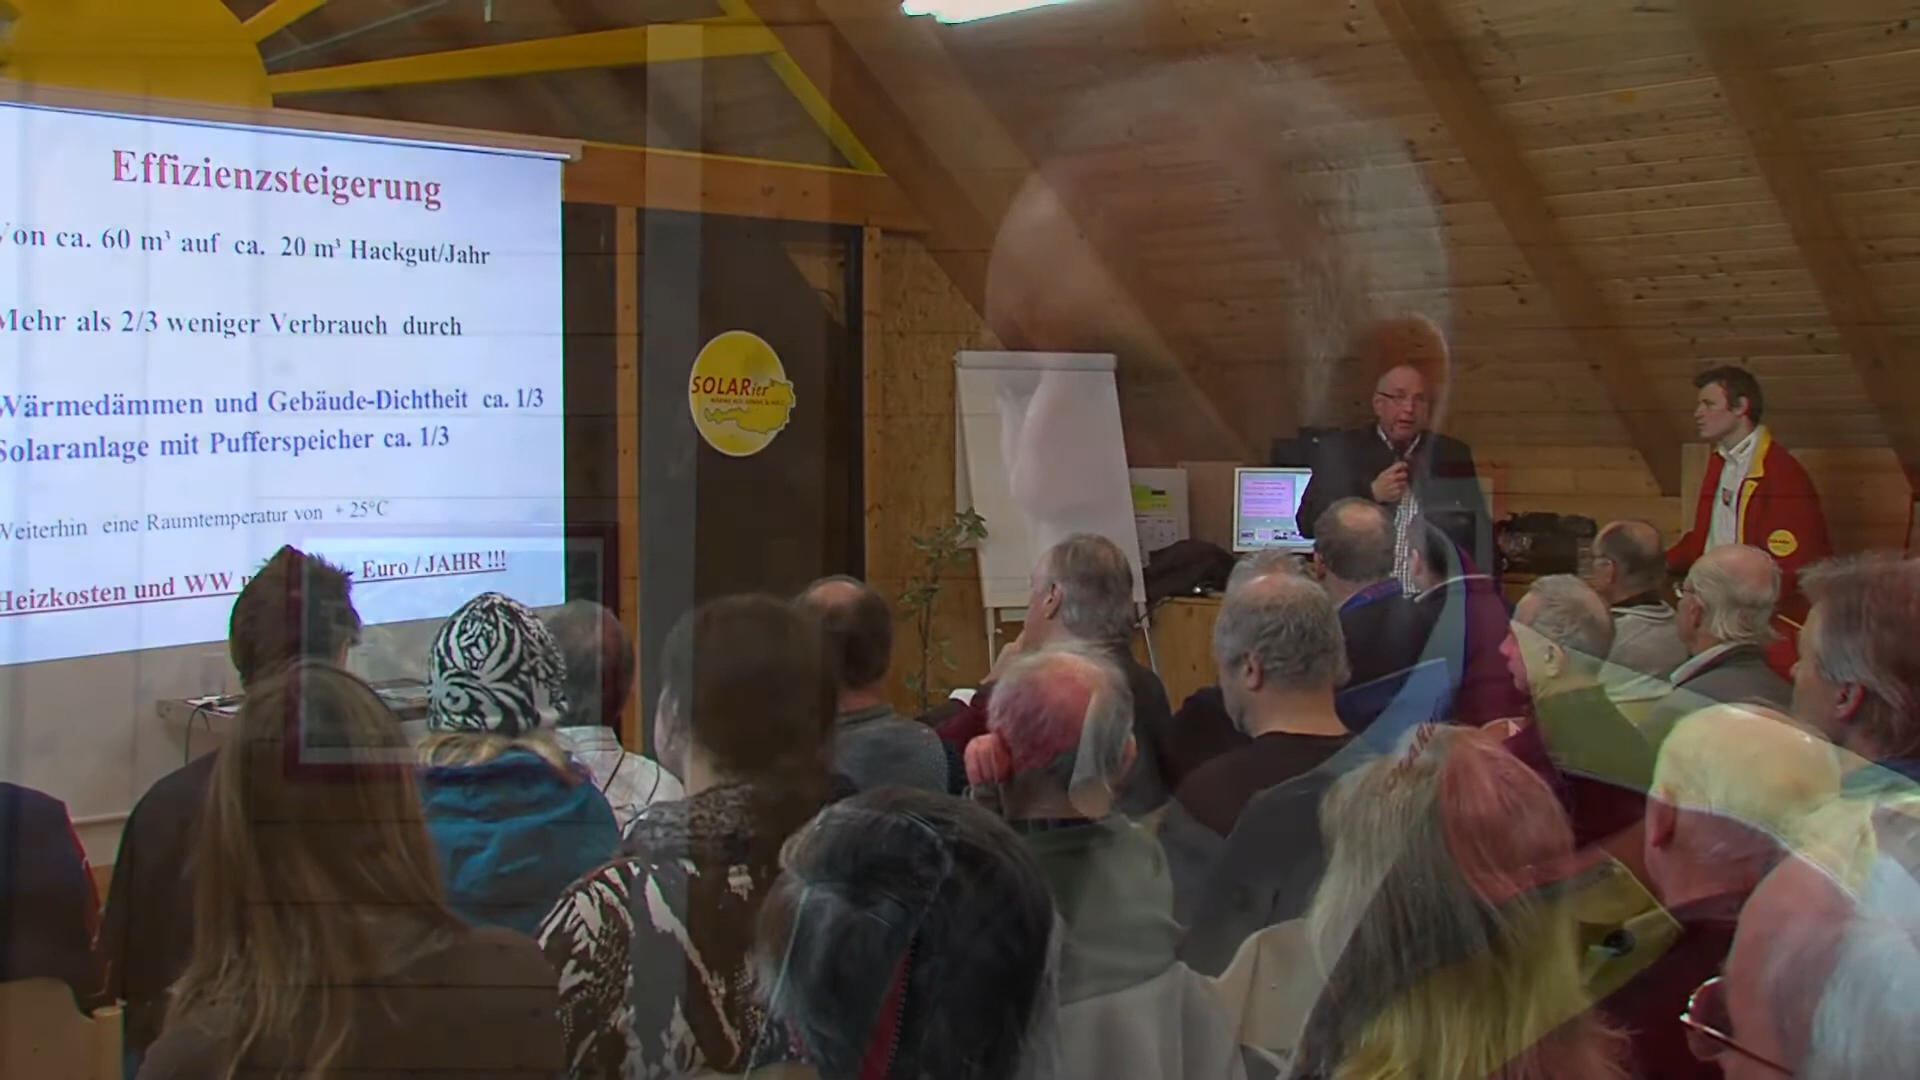 Effizienzsteigerung
Von ca. 60 m³ auf ca. 20 m³ Hackgut/Jahr
Mehr als 2/3 weniger Verbrauch durch
Wärmedämmen und Gebäude-Dichtheit ca. 1/3
Solaranlage mit Pufferspeicher ca. 1/3
Weiterhin eine Raumtemperatur von + 25°C
Heizkosten und WW
Euro / JAHR !!!
SOLARier